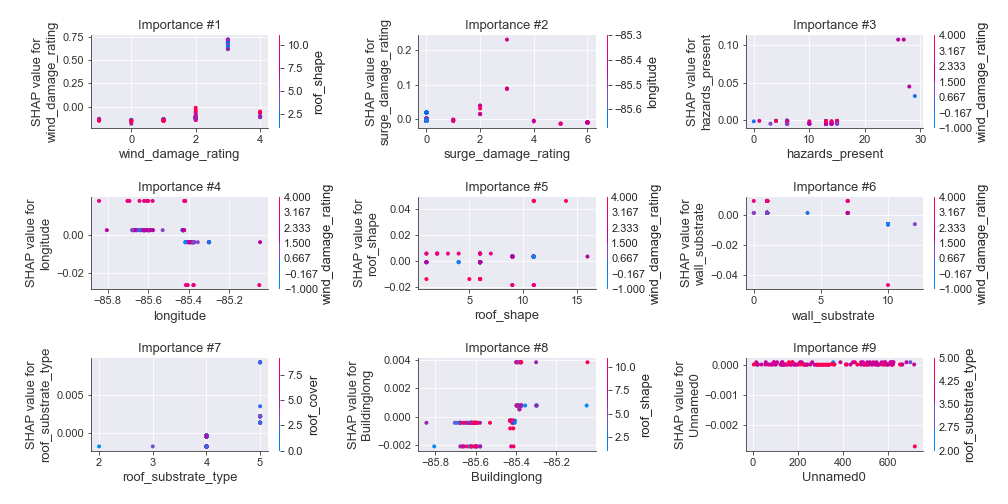 Importance #1
SHAP value for
wind_damage_rating
0.75
0.50
0.25
0.00
0
2
4
wind_damage_rating
10.0
7.5
5.0
2.5
roof_shape
Importance #2
SHAP value for
surge_damage_rating
0.2
0.1
0.0
0
1
2
3
4
5
6
surge_damage_rating
−85.3
−85.4
−85.5
−85.6
longitude
Importance #3
SHAP value for
hazards_present
0.10
0.05
0.00
0
10
20
30
hazards_present
4.000
3.167
2.333
1.500
0.667
−0.167
−1.000
wind_damage_rating
Importance #4
SHAP value for
longitude
0.00
−0.02
−85.8
−85.6
−85.4
−85.2
longitude
4.000
3.167
2.333
1.500
0.667
−0.167
−1.000
wind_damage_rating
Importance #5
SHAP value for
roof_shape
0.04
0.02
0.00
−0.02
5
10
15
roof_shape
4.000
3.167
2.333
1.500
0.667
−0.167
−1.000
wind_damage_rating
Importance #6
SHAP value for
wall_substrate
0.00
−0.02
−0.04
0
5
10
wall_substrate
4.000
3.167
2.333
1.500
0.667
−0.167
−1.000
wind_damage_rating
Importance #7
SHAP value for
roof_substrate_type
0.005
0.000
2
3
4
5
roof_substrate_type
7.5
5.0
2.5
0.0
roof_cover
Importance #8
SHAP value for
Buildinglong
0.004
0.002
0.000
−0.002
−85.8
−85.6
−85.4
−85.2
Buildinglong
10.0
7.5
5.0
2.5
roof_shape
Importance #9
SHAP value for
Unnamed0
0.000
−0.001
−0.002
0
200
400
600
Unnamed0
5.00
4.25
3.50
2.75
2.00
roof_substrate_type